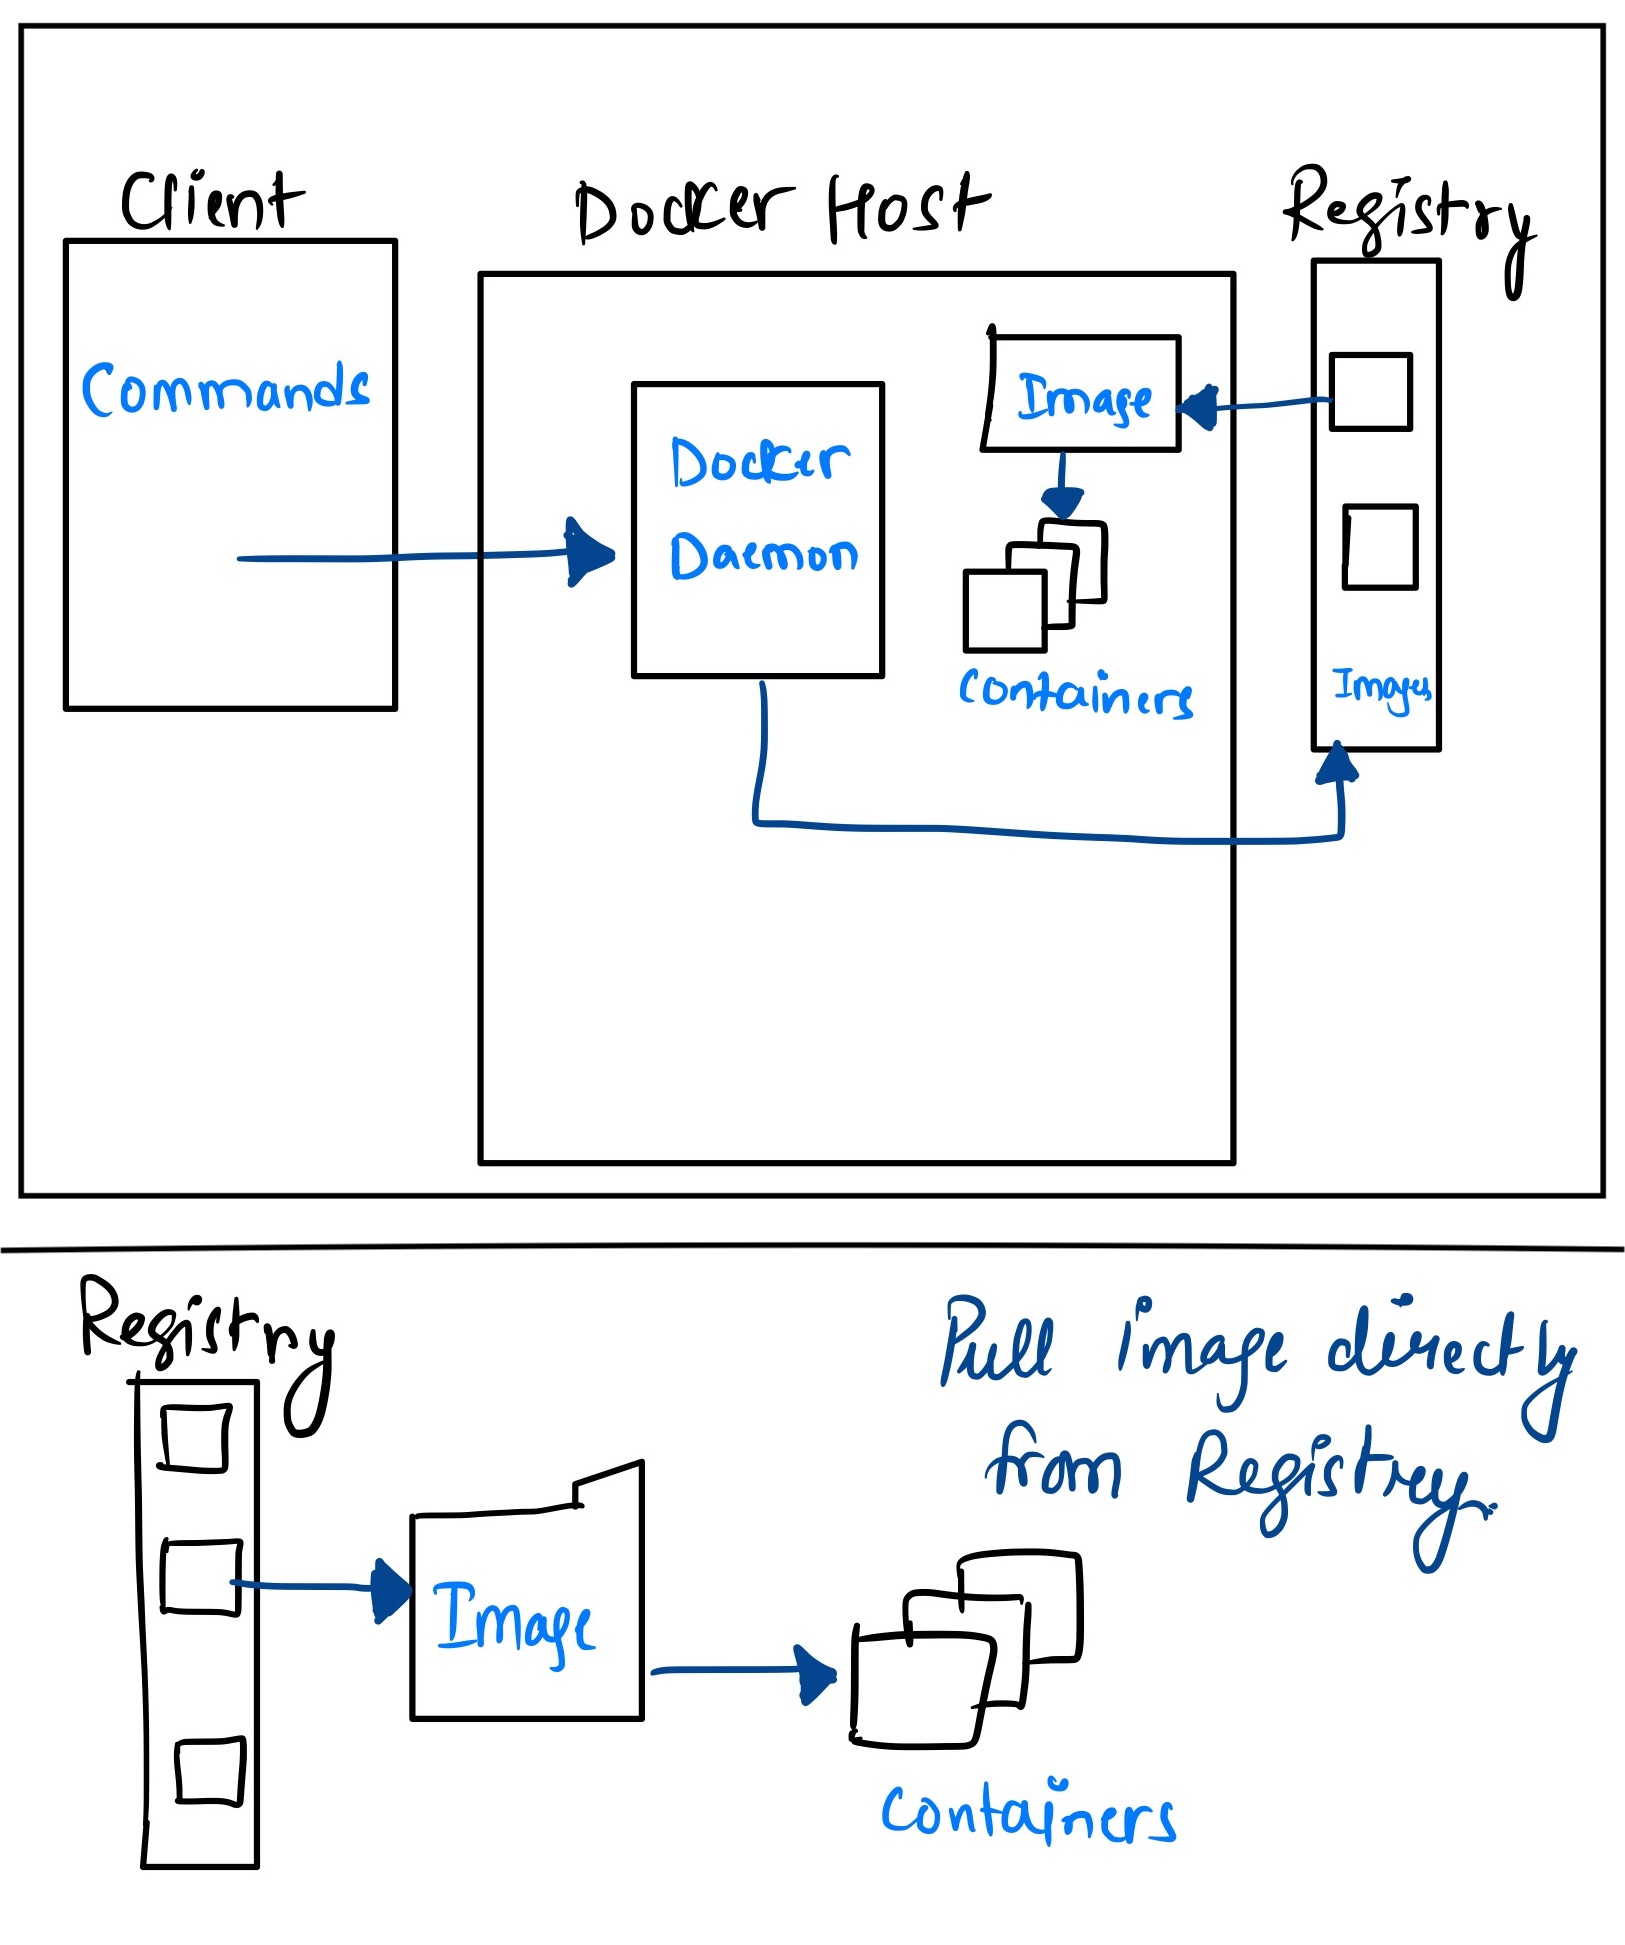 Client
Docker Host
Registry
Commands
Docker
Daemon
Image
Containers
Images
Registry
Pull image directly
from Registry.
Image
Containers